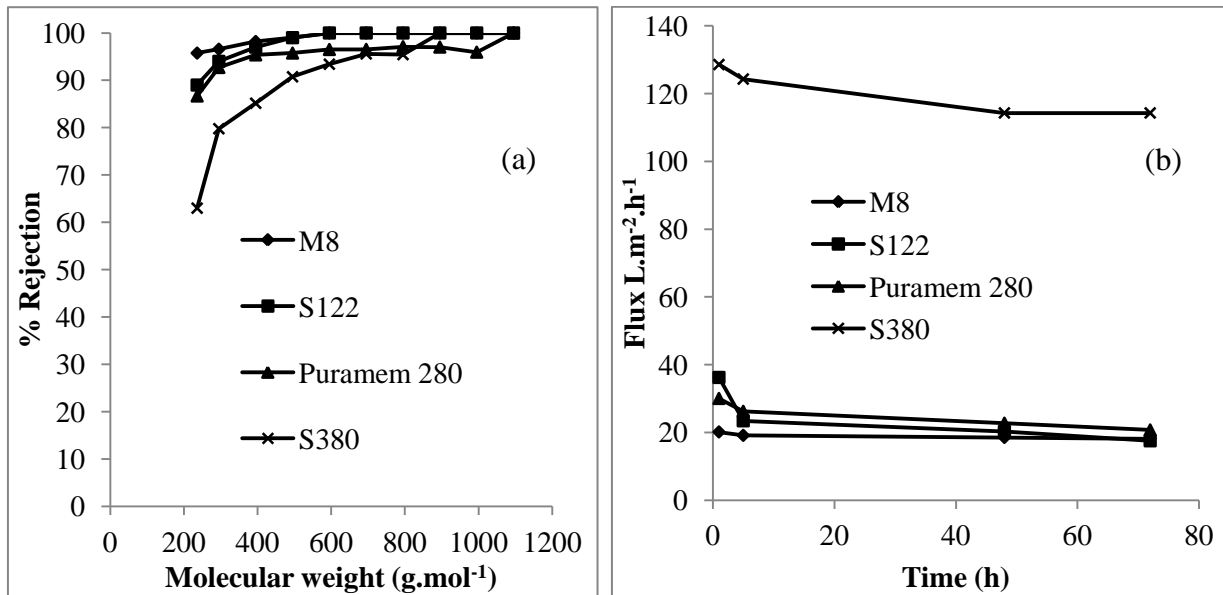 100
90
80
70
60
50
40
30
20
10
0
% Rejection
(a)
M8
S122
Puramem 280
S380
0 200 400 600 800 1000 1200
Molecular weight (g.mol-1)
140
120
100
80
60
40
20
0
Flux L.m-2.h-1
(b)
M8
S122
Puramem 280
S380
0 20 40 60 80
Time (h)